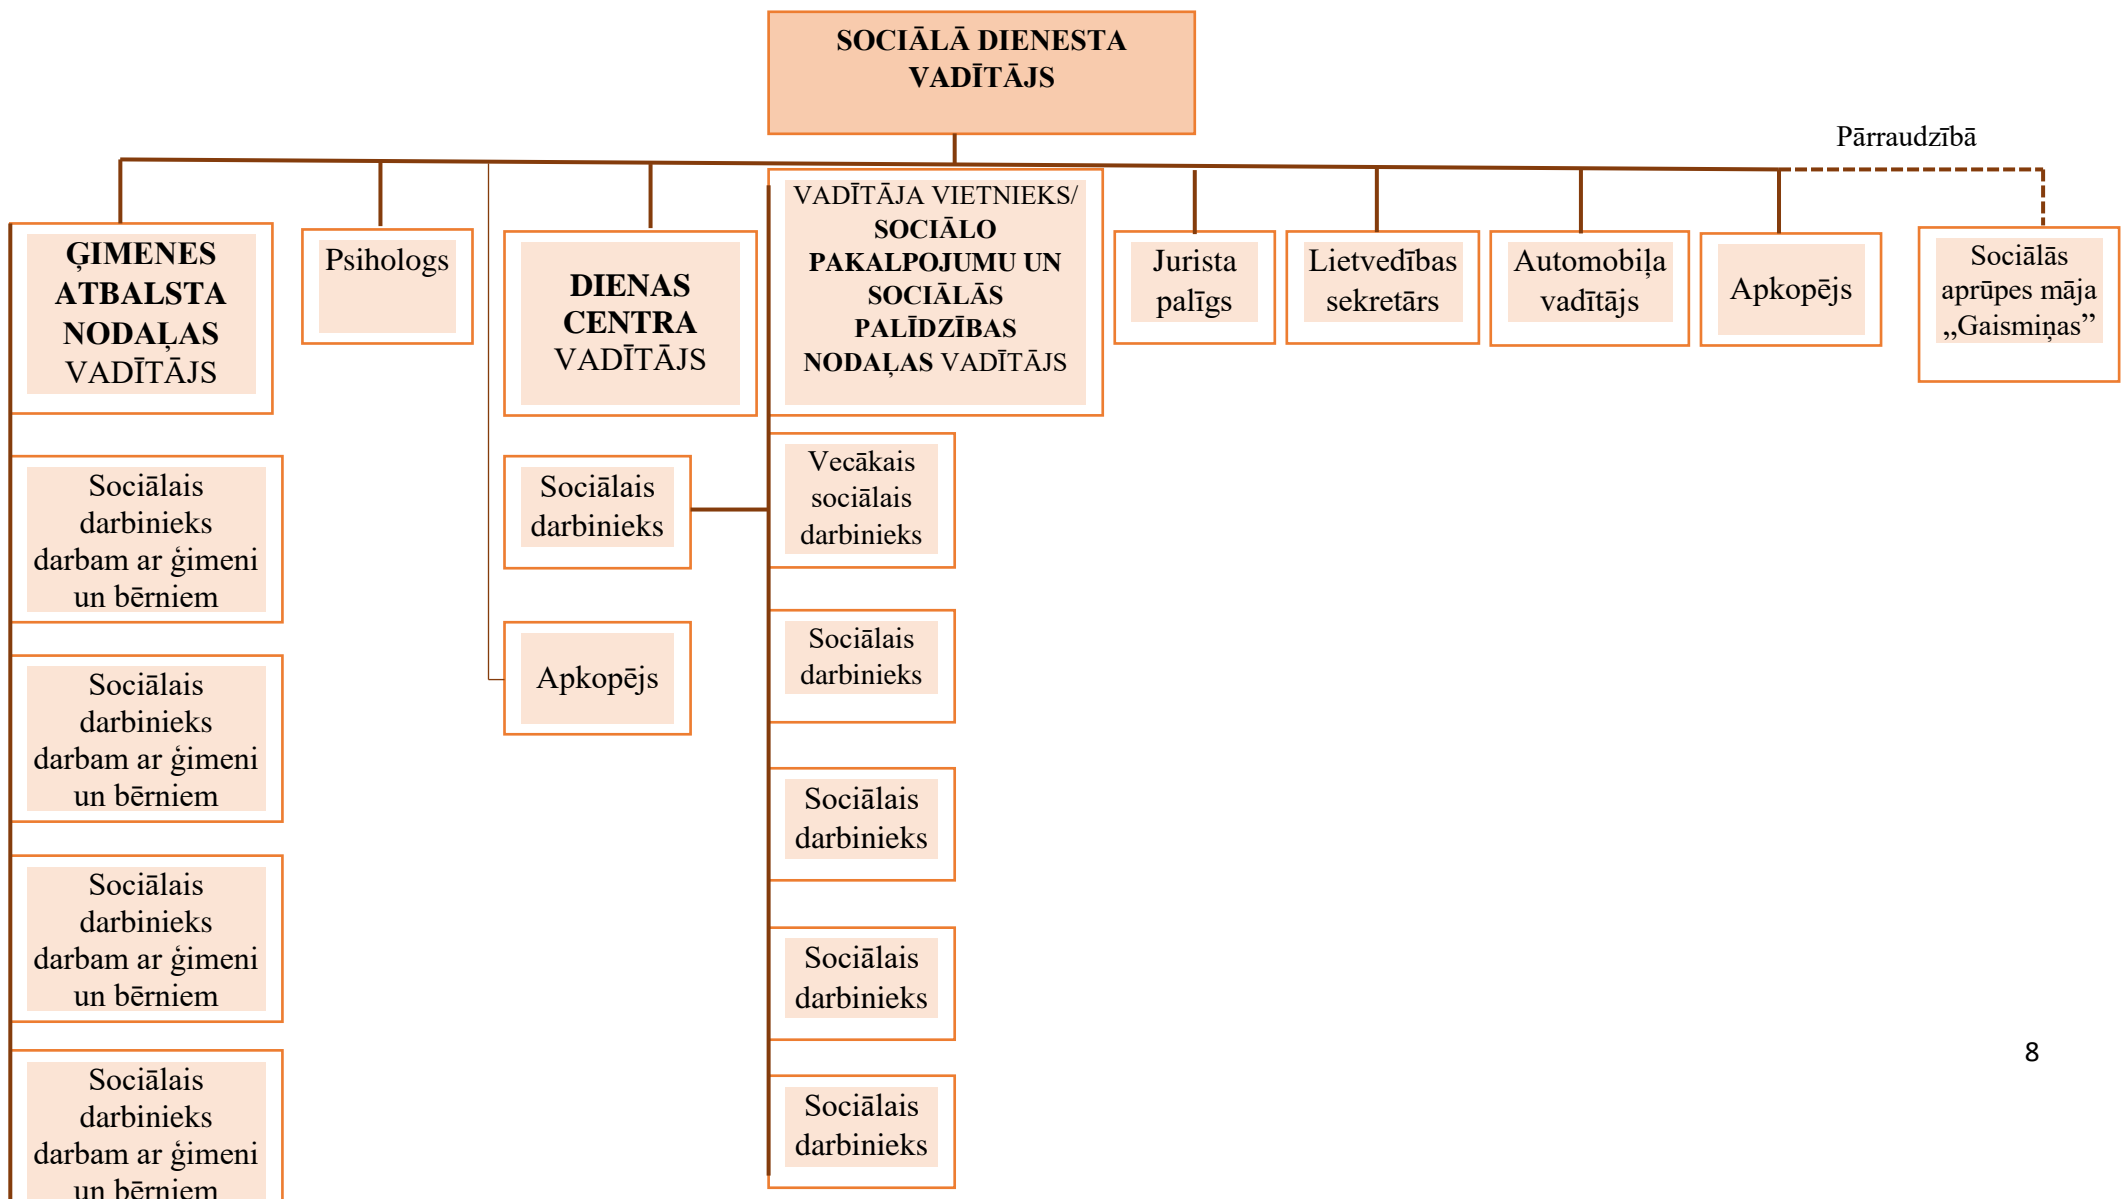 SOCIĀLĀ DIENESTA
VADĪTĀJS
Pārraudzībā
ĢIMENES
ATBALSTA
NODAĻAS
VADĪTĀJS
Psihologs
DIENAS
CENTRA
VADĪTĀJS
VADĪTĀJA VIETNIEKS/
SOCIĀLO
PAKALPOJUMU UN
SOCIĀLĀS
PALĪDZĪBAS
NODAĻAS VADĪTĀJS
Jurista
palīgs
Lietvedības
sekretārs
Automobiļa
vadītājs
Apkopējs
Sociālās
aprūpes māja
„Gaismiņas”
Sociālais
darbinieks
darbam ar ģimeni
un bērniem
Sociālais
darbinieks
Vecākais
sociālais
darbinieks
Sociālais
darbinieks
darbam ar ģimeni
un bērniem
Apkopējs
Sociālais
darbinieks
Sociālais
darbinieks
Sociālais
darbinieks
darbam ar ģimeni
un bērniem
Sociālais
darbinieks
Sociālais
darbinieks
darbam ar ģimeni
un bērniem
Sociālais
darbinieks
8